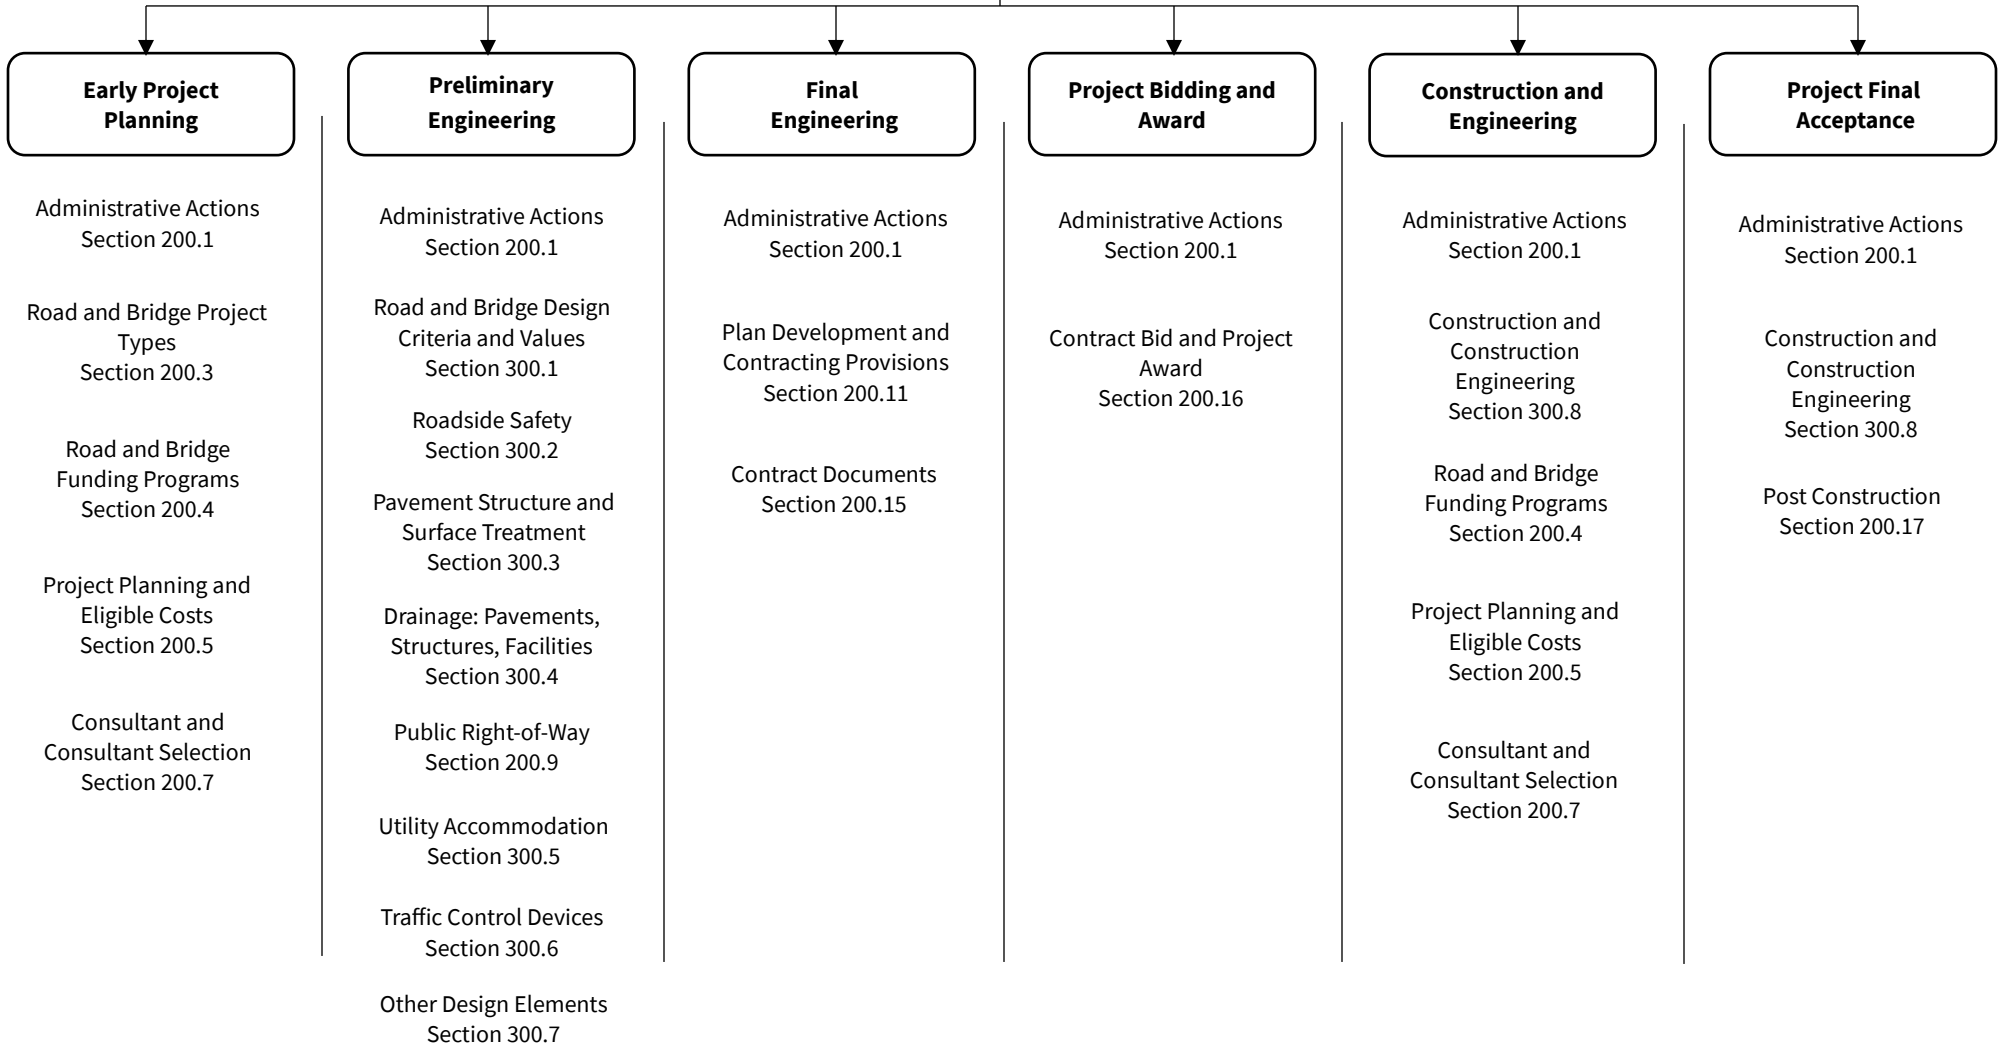 Early Project
Planning
Administrative Actions
Section 200.1
Road and Bridge Project
Types
Section 200.3
Road and Bridge
Funding Programs
Section 200.4
Project Planning and
Eligible Costs
Section 200.5
Consultant and
Consultant Selection
Section 200.7
Preliminary
Engineering
Administrative Actions
Section 200.1
Road and Bridge Design
Criteria and Values
Section 300.1
Roadside Safety
Section 300.2
Pavement Structure and
Surface Treatment
Section 300.3
Drainage: Pavements,
Structures, Facilities
Section 300.4
Public Right-of-Way
Section 200.9
Utility Accommodation
Section 300.5
Traffic Control Devices
Section 300.6
Other Design Elements
Section 300.7
Final
Engineering
Administrative Actions
Section 200.1
Plan Development and
Contracting Provisions
Section 200.11
Contract Documents
Section 200.15
Project Bidding and
Award
Administrative Actions
Section 200.1
Contract Bid and Project
Award
Section 200.16
Construction and
Engineering
Administrative Actions
Section 200.1
Construction and
Construction
Engineering
Section 300.8
Road and Bridge
Funding Programs
Section 200.4
Project Planning and
Eligible Costs
Section 200.5
Consultant and
Consultant Selection
Section 200.7
Project Final
Acceptance
Administrative Actions
Section 200.1
Construction and
Construction
Engineering
Section 300.8
Post Construction
Section 200.17